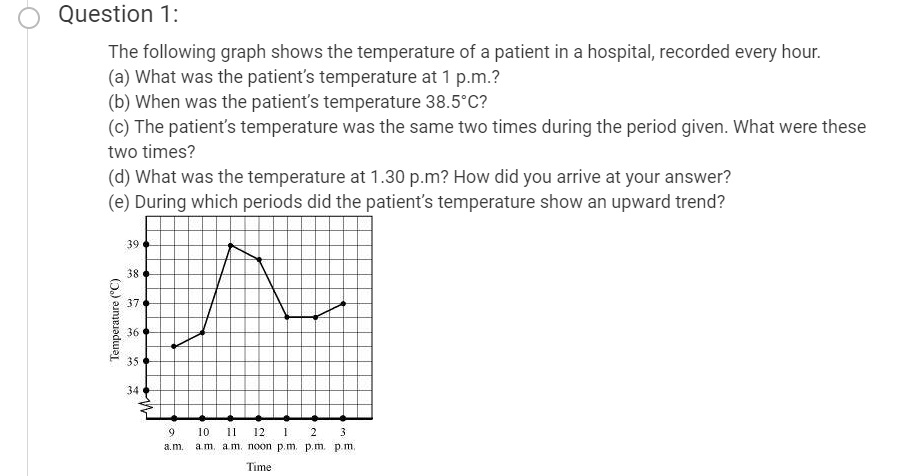 Question 1:
The following graph shows the temperature of a patient in a hospital, recorded every hour.
(a) What was the patient's temperature at 1 p.m.?
(b) When was the patient's temperature 38.5°C?
(c) The patient's temperature was the same two times during the period given. What were these
two times?
(d) What was the temperature at 1.30 p.m? How did you arrive at your answer?
(e) During which periods did the patient's temperature show an upward trend?
Temperature (°C)
39
38
37
36
35
34
9 10 11 12 1 2 3
a.m. a.m. a.m. noon p.m. p.m. p.m.
Time